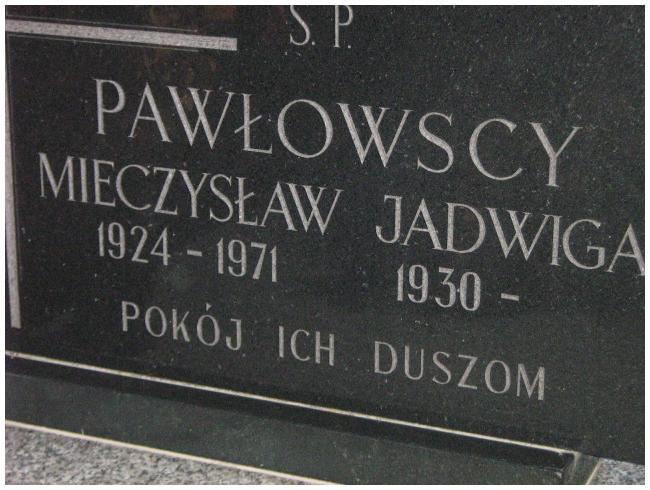 S. P.
PAWŁOWSCY
MIECZYSŁAW JADWIGA
1924 - 1971 1930 -
POKÓJ ICH DUSZOM